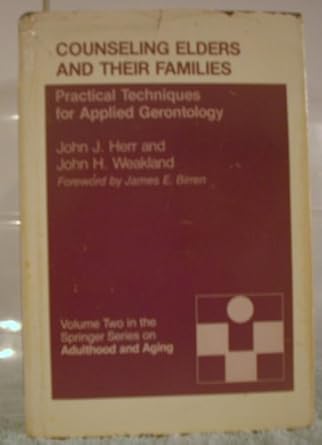 COUNSELING ELDERS
AND THEIR FAMILIES
Practical Techniques
for Applied Gerontology
John J. Herr and
John H. Weakland
Foreword by James E. Birren
Volume Two in the
Springer Series on
Adulthood and Aging